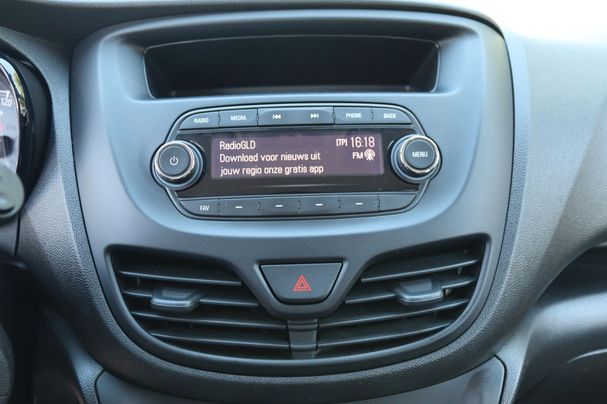 120
RADIO MEDIA PHONE BACK
RadioGLD [TP] 16:18
Download voor nieuws uit FM
jouw regio onze gratis app
MENU
FAV